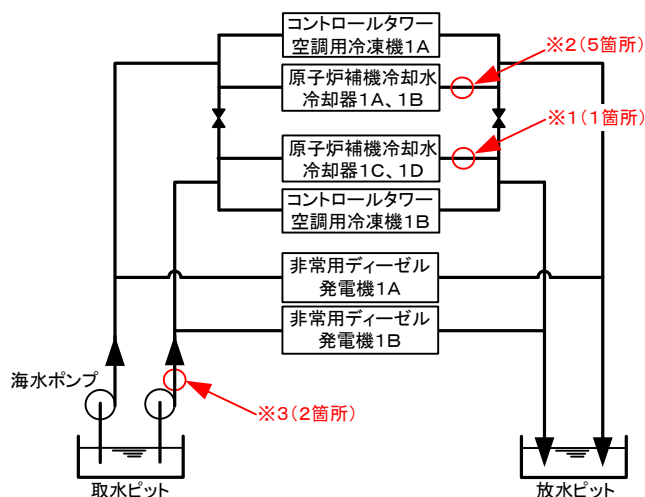 コントロールタワー
空調用冷凍機1A
※2(5箇所)
原子炉補機冷却水
冷却器1A、1B
※1(1箇所)
原子炉補機冷却水
冷却器1C、1D
コントロールタワー
空調用冷凍機1B
非常用ディーゼル
発電機1A
非常用ディーゼル
発電機1B
海水ポンプ
※3(2箇所)
取水ピット
放水ピット